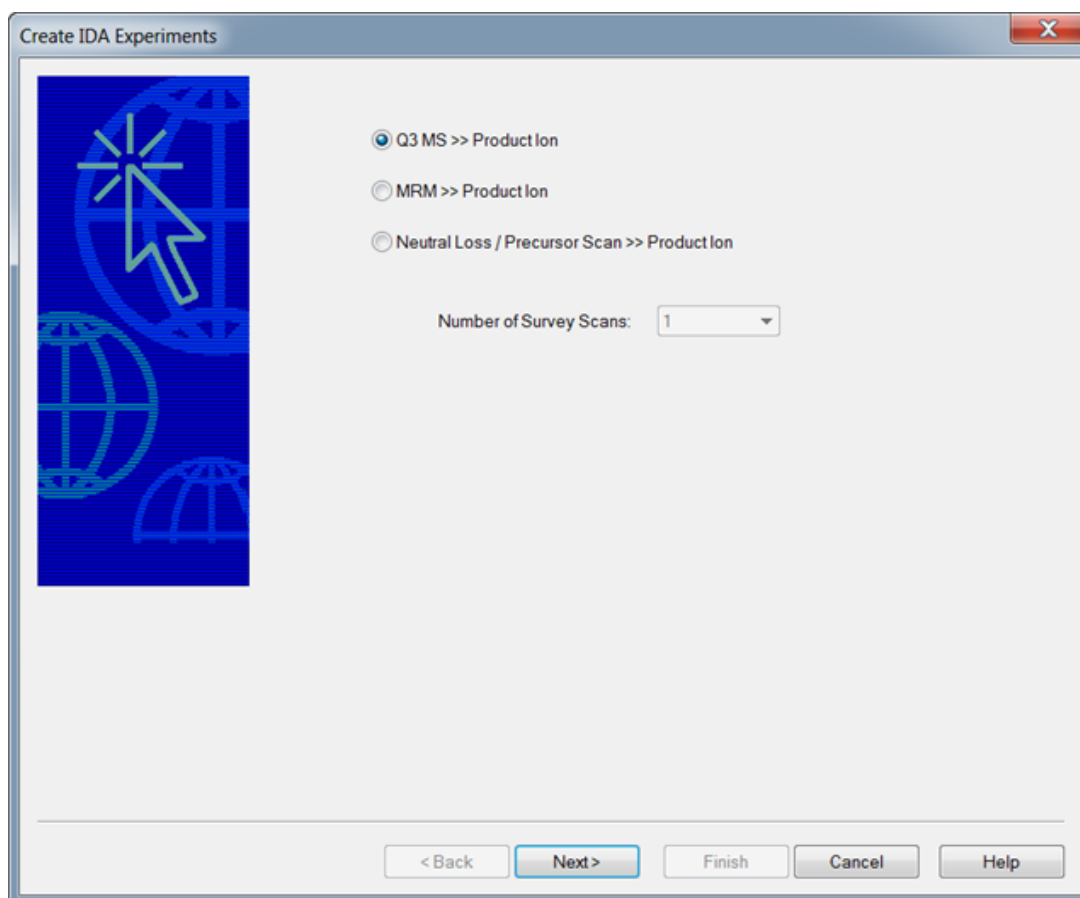 Create IDA Experiments
Q3 MS >> Product Ion
MRM >> Product Ion
Neutral Loss / Precursor Scan >> Product Ion
Number of Survey Scans: 1
< Back Next > Finish Cancel Help